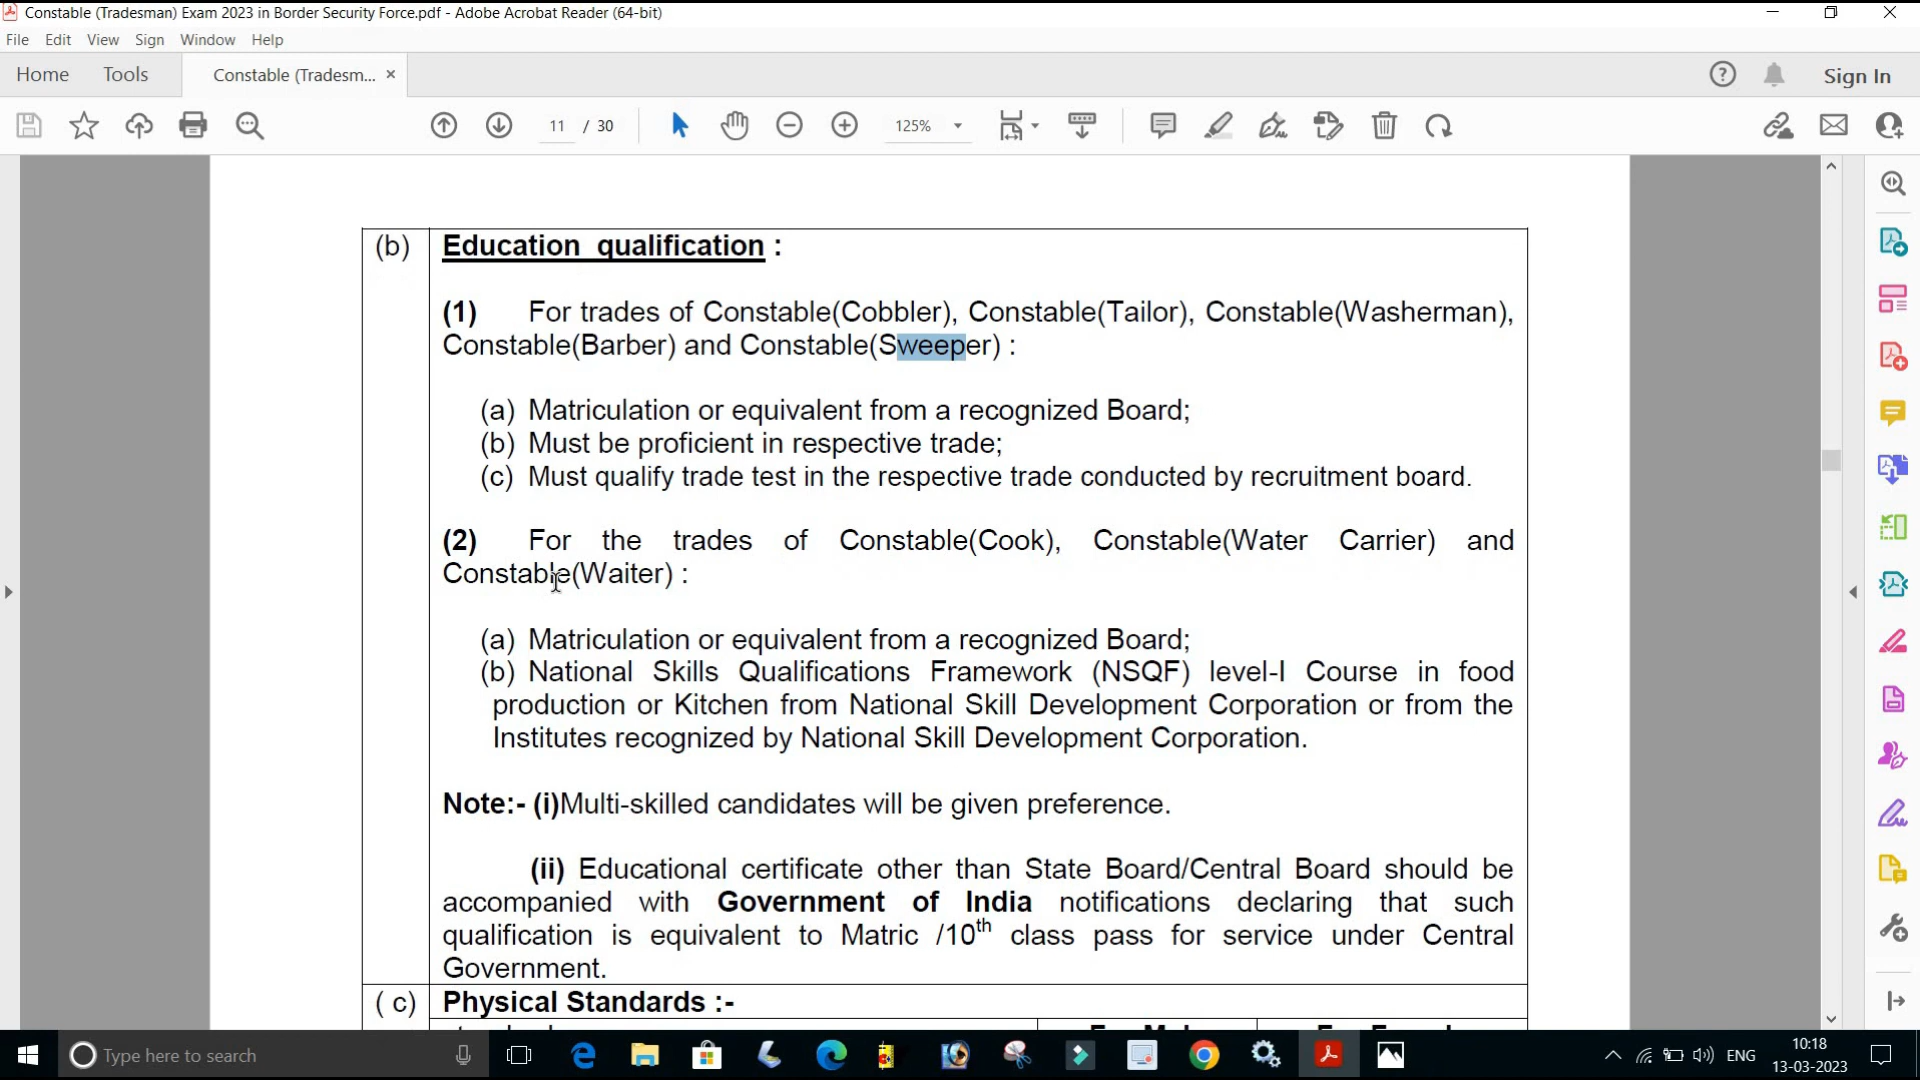 Constable (Tradesman) Exam 2023 in Border Security Force.pdf - Adobe Acrobat Reader (64-bit)
File Edit View Sign Window Help
Home Tools Constable (Tradesm... × Sign In
11 / 30 125%
(b) Education qualification :
(1) For trades of Constable(Cobbler), Constable(Tailor), Constable(Washerman),
Constable(Barber) and Constable(Sweeper) :
(a) Matriculation or equivalent from a recognized Board;
(b) Must be proficient in respective trade;
(c) Must qualify trade test in the respective trade conducted by recruitment board.
(2) For the trades of Constable(Cook), Constable(Water Carrier) and
Constable(Waiter) :
(a) Matriculation or equivalent from a recognized Board;
(b) National Skills Qualifications Framework (NSQF) level-I Course in food
production or Kitchen from National Skill Development Corporation or from the
Institutes recognized by National Skill Development Corporation.
Note:- (i)Multi-skilled candidates will be given preference.
(ii) Educational certificate other than State Board/Central Board should be
accompanied with Government of India notifications declaring that such
qualification is equivalent to Matric /10th class pass for service under Central
Government.
( c) Physical Standards :-
Type here to search ENG 10:18
13-03-2023